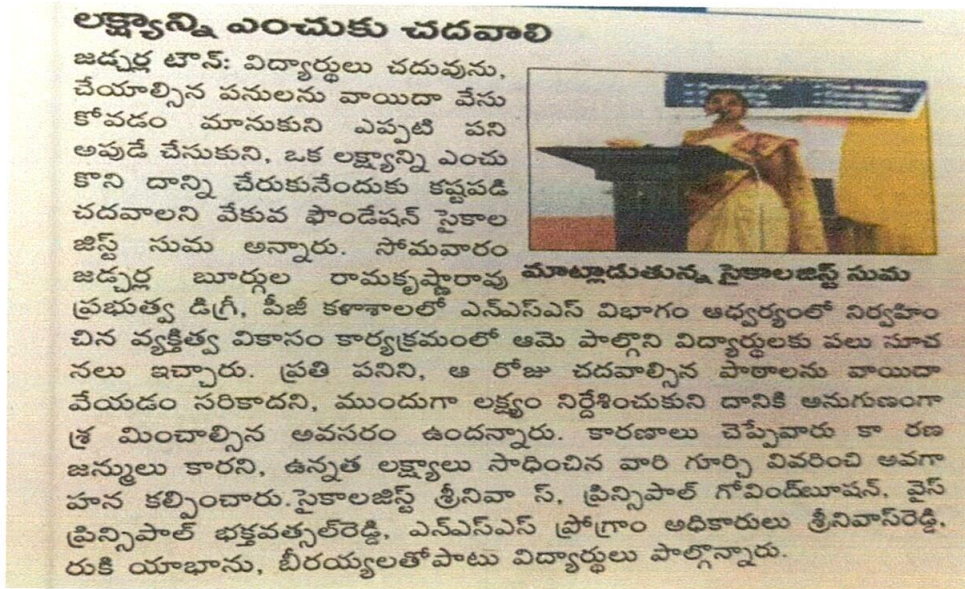 లక్ష్యాన్ని ఎంచుకు చదవాలి
జడ్చర్ల టౌన్: విద్యార్థులు చదువును,
చేయాల్సిన పనులను వాయిదా వేసు
కోవడం మానుకుని ఎప్పటి పని
అపుడే చేసుకుని, ఒక లక్ష్యాన్ని ఎంచు
కొని దాన్ని చేరుకునేందుకు కష్టపడి
చదవాలని వేకువ ఫౌండేషన్ సైకాల
జిస్ట్ సుమ అన్నారు. సోమవారం
జడ్చర్ల బూర్గుల రామకృష్ణారావు
మాట్లాడుతున్న సైకాలజిస్ట్ సుమ
ప్రభుత్వ డిగ్రీ, పీజీ కళాశాలలో ఎన్ఎస్ఎస్ విభాగం ఆధ్వర్యంలో నిర్వహిం
చిన వ్యక్తిత్వ వికాసం కార్యక్రమంలో ఆమె పాల్గొని విద్యార్థులకు పలు సూచ
నలు ఇచ్చారు. ప్రతి పనిని, ఆ రోజు చదవాల్సిన పాఠాలను వాయిదా
వేయడం సరికాదని, ముందుగా లక్ష్యం నిర్దేశించుకుని దానికి అనుగుణంగా
శ్ర మించాల్సిన అవసరం ఉందన్నారు. కారణాలు చెప్పేవారు కా రణ
జన్ములు కారని, ఉన్నత లక్ష్యాలు సాధించిన వారి గూర్చి వివరించి అవగా
హన కల్పించారు.సైకాలజిస్ట్ శ్రీనివా స్, ప్రిన్సిపాల్ గోవింద్‌భూషన్, వైస్
ప్రిన్సిపాల్ భక్తవత్సల్‌రెడ్డి, ఎన్ఎస్ఎస్ ప్రోగ్రాం అధికారులు శ్రీనివాస్‌రెడ్డి,
రుకి యాభాను, బీరయ్యలతోపాటు విద్యార్థులు పాల్గొన్నారు.